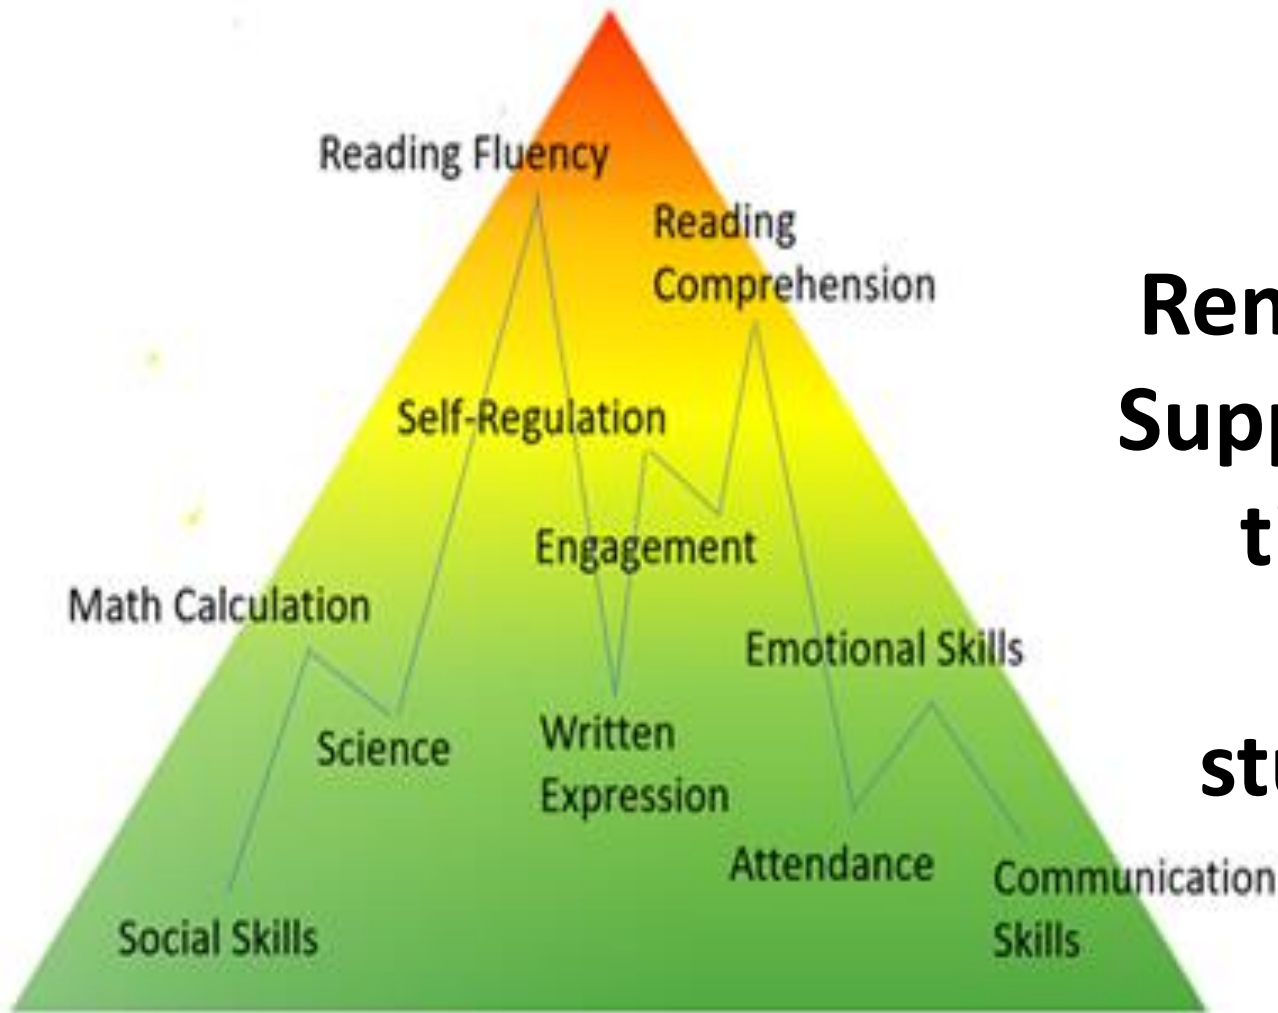 Reading Fluency
Reading
Comprehension
Self-Regulation
Engagement
Math Calculation
Emotional Skills
Science
Written
Expression
Attendance
Communication
Skills
Social Skills